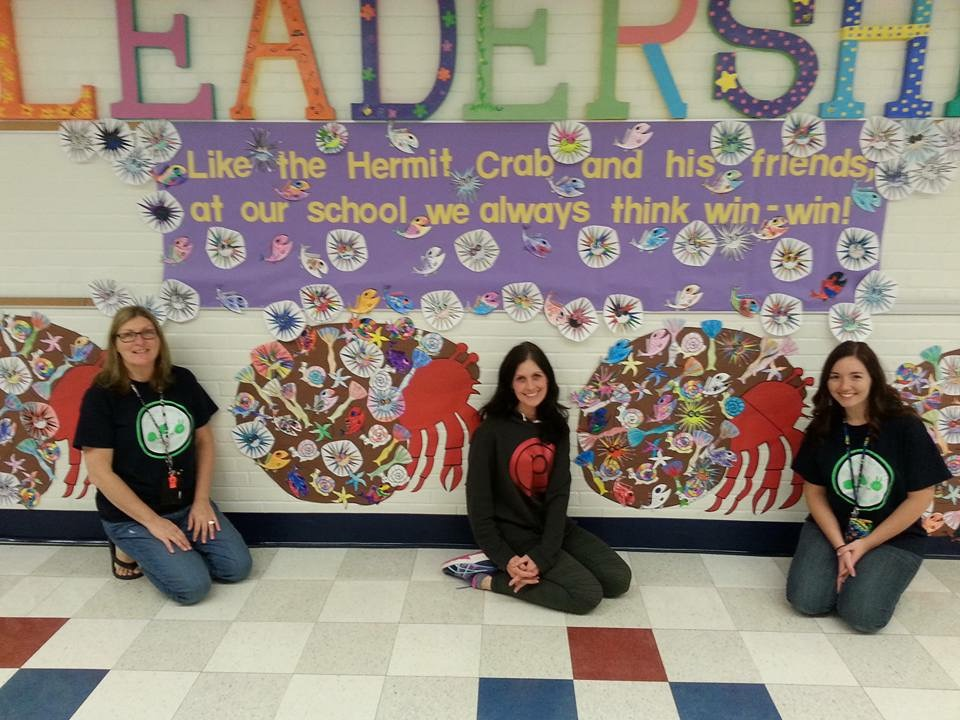 LEADERSH
Like the Hermit Crab and his friends,
at our school we always think win-win!